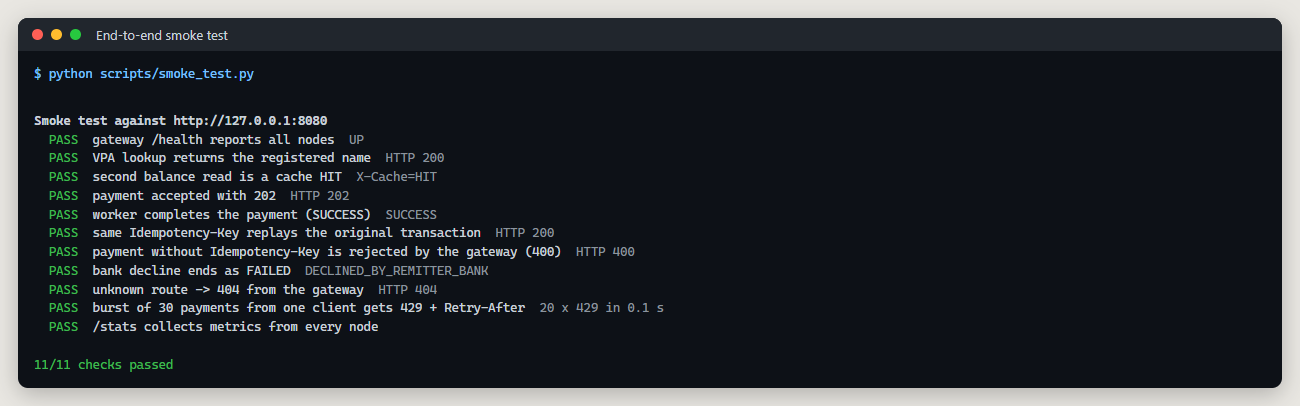 End-to-end smoke test
$ python scripts/smoke_test.py
Smoke test against http://127.0.0.1:8080
PASS gateway /health reports all nodes UP
PASS VPA lookup returns the registered name HTTP 200
PASS second balance read is a cache HIT X-Cache=HIT
PASS payment accepted with 202 HTTP 202
PASS worker completes the payment (SUCCESS) SUCCESS
PASS same Idempotency-Key replays the original transaction HTTP 200
PASS payment without Idempotency-Key is rejected by the gateway (400) HTTP 400
PASS bank decline ends as FAILED DECLINED_BY_REMITTER_BANK
PASS unknown route -> 404 from the gateway HTTP 404
PASS burst of 30 payments from one client gets 429 + Retry-After 20 x 429 in 0.1 s
PASS /stats collects metrics from every node
11/11 checks passed